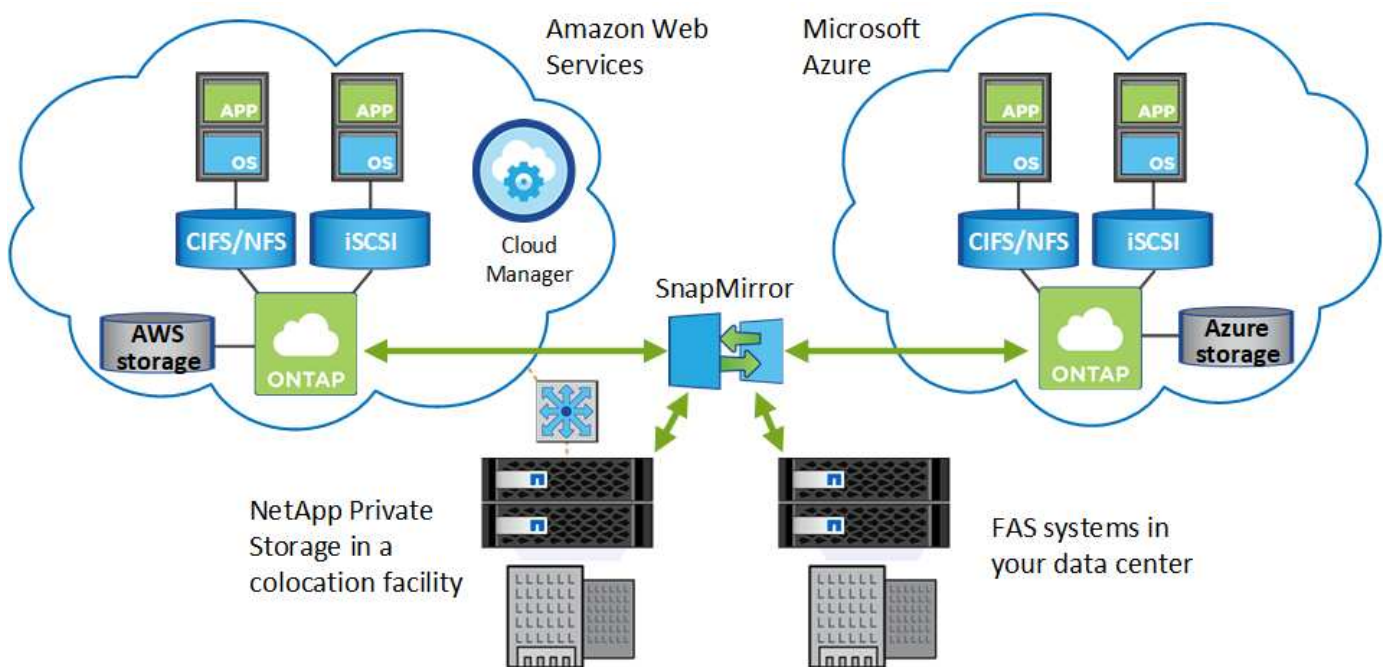 Amazon Web
Services
Microsoft
Azure
APP
APP
OS
OS
CIFS/NFS
iSCSI
Cloud
Manager
AWS
storage
ONTAP
SnapMirror
APP
APP
OS
OS
CIFS/NFS
iSCSI
Azure
storage
ONTAP
NetApp Private
Storage in a
colocation facility
FAS systems in
your data center